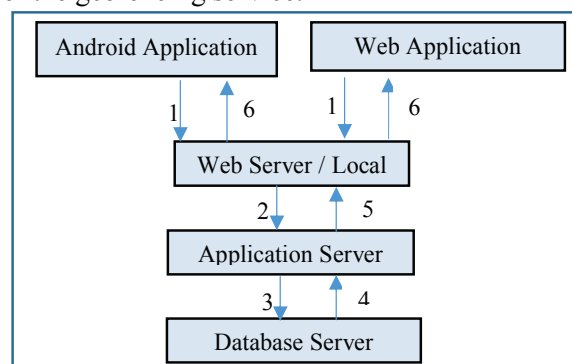 Android Application
Web Application
1
6
1
6
Web Server / Local
2
5
Application Server
3
4
Database Server